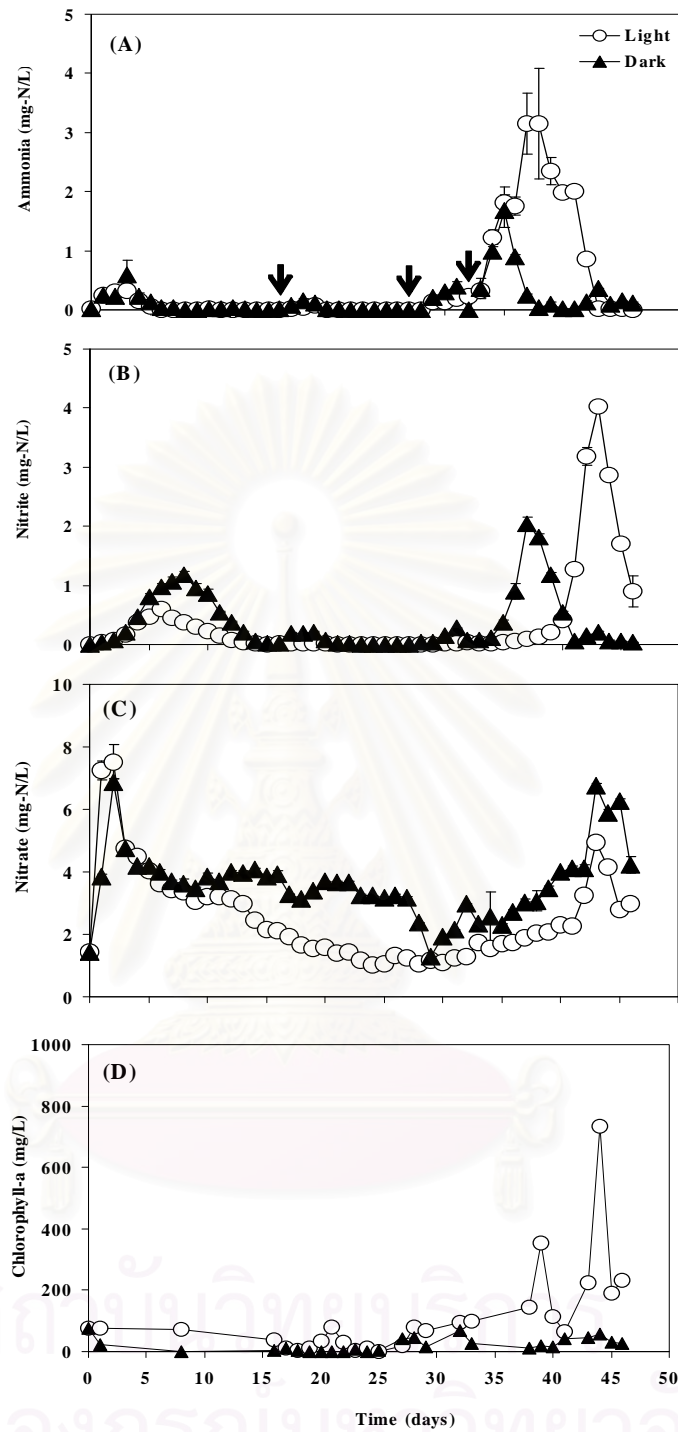 (A)
Light
Dark
Ammonia (mg-N/L)
5
4
3
2
1
0
(B)
Nitrite (mg-N/L)
5
4
3
2
1
0
(C)
Nitrate (mg-N/L)
10
8
6
4
2
0
(D)
Chlorophyll-a (mg/L)
1000
800
600
400
200
0
0 5 10 15 20 25 30 35 40 45 50
Time (days)